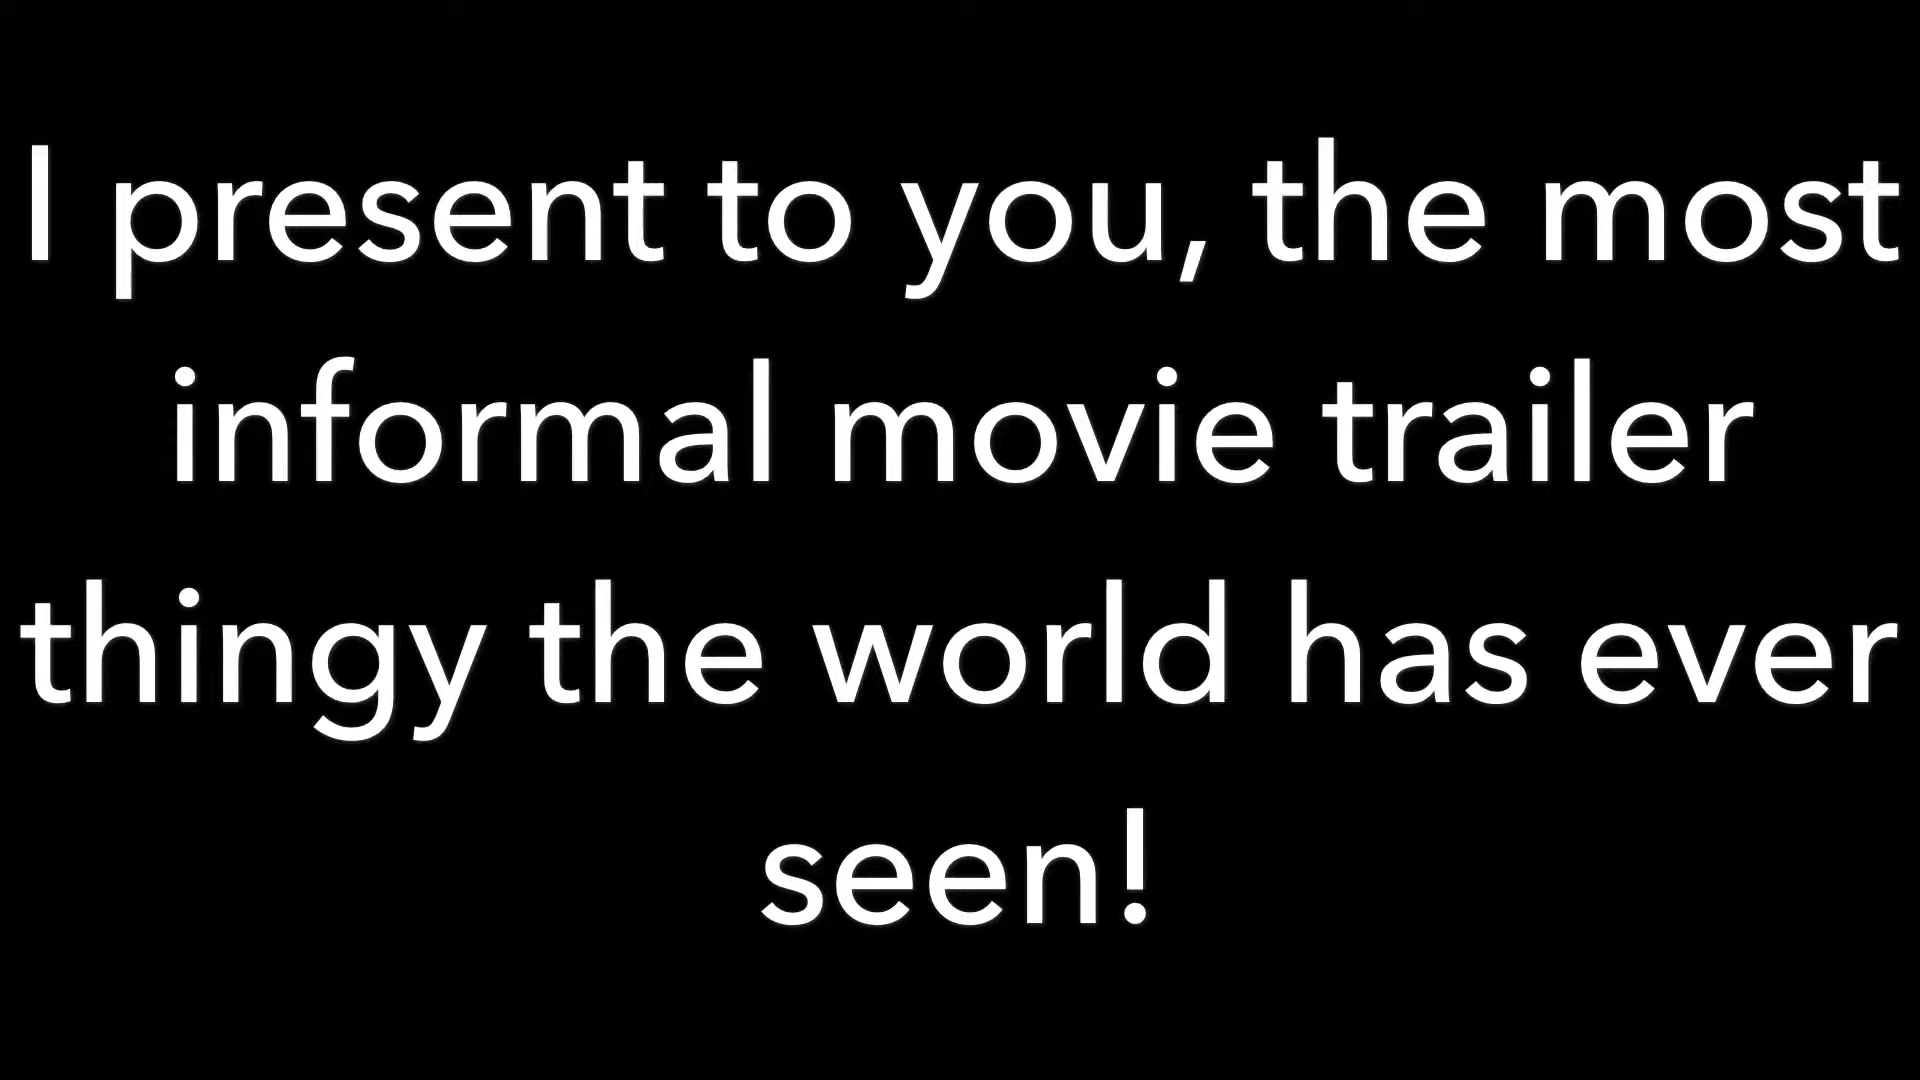 I present to you, the most
informal movie trailer
thingy the world has ever
seen!